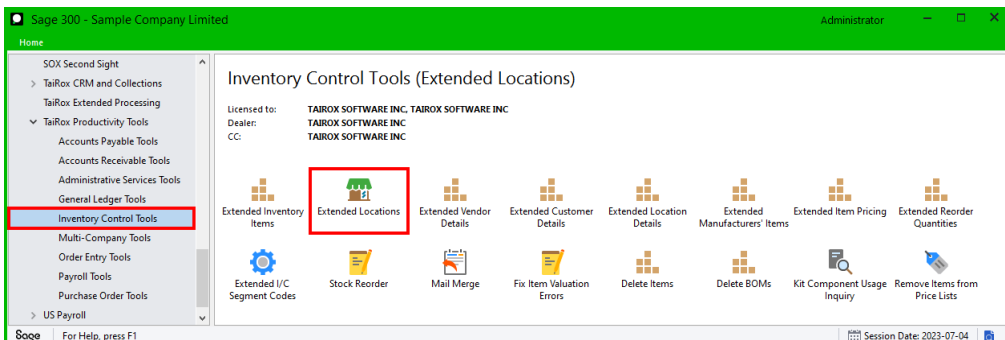 Sage 300 - Sample Company Limited
Administrator
Home
SOX Second Sight
TaiRox CRM and Collections
TaiRox Extended Processing
TaiRox Productivity Tools
Accounts Payable Tools
Accounts Receivable Tools
Administrative Services Tools
General Ledger Tools
Inventory Control Tools
Multi-Company Tools
Order Entry Tools
Payroll Tools
Purchase Order Tools
US Payroll
Inventory Control Tools (Extended Locations)
Licensed to: TAIROX SOFTWARE INC, TAIROX SOFTWARE INC
Dealer: TAIROX SOFTWARE INC
CC: TAIROX SOFTWARE INC
Extended Inventory
Items
Extended Locations
Extended Vendor
Details
Extended Customer
Details
Extended Location
Details
Extended
Manufacturers' Items
Extended Item Pricing
Extended Reorder
Quantities
Extended I/C
Segment Codes
Stock Reorder
Mail Merge
Fix Item Valuation
Errors
Delete Items
Delete BOMs
Kit Component Usage
Inquiry
Remove Items from
Price Lists
Sage
For Help, press F1
Session Date: 2023-07-04